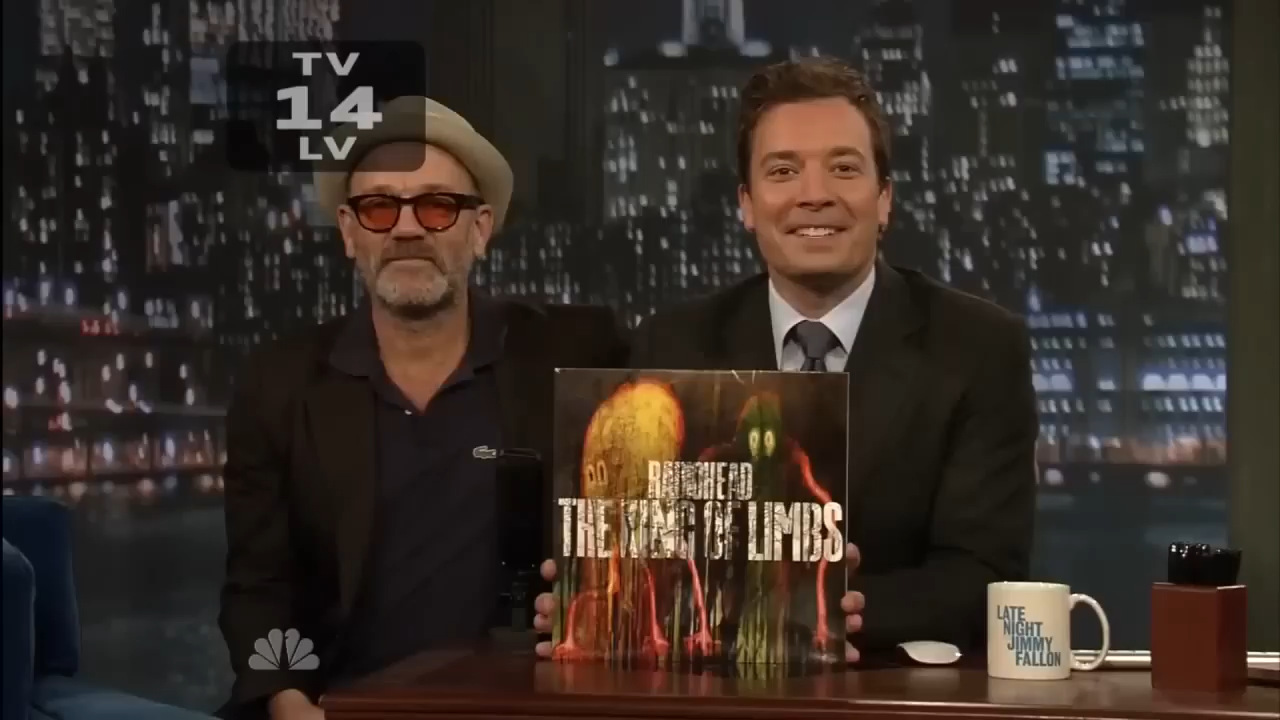 TV
14
LV
RADIOHEAD
THE KING OF LIMBS
LATE
NIGHT
JIMMY
FALLON